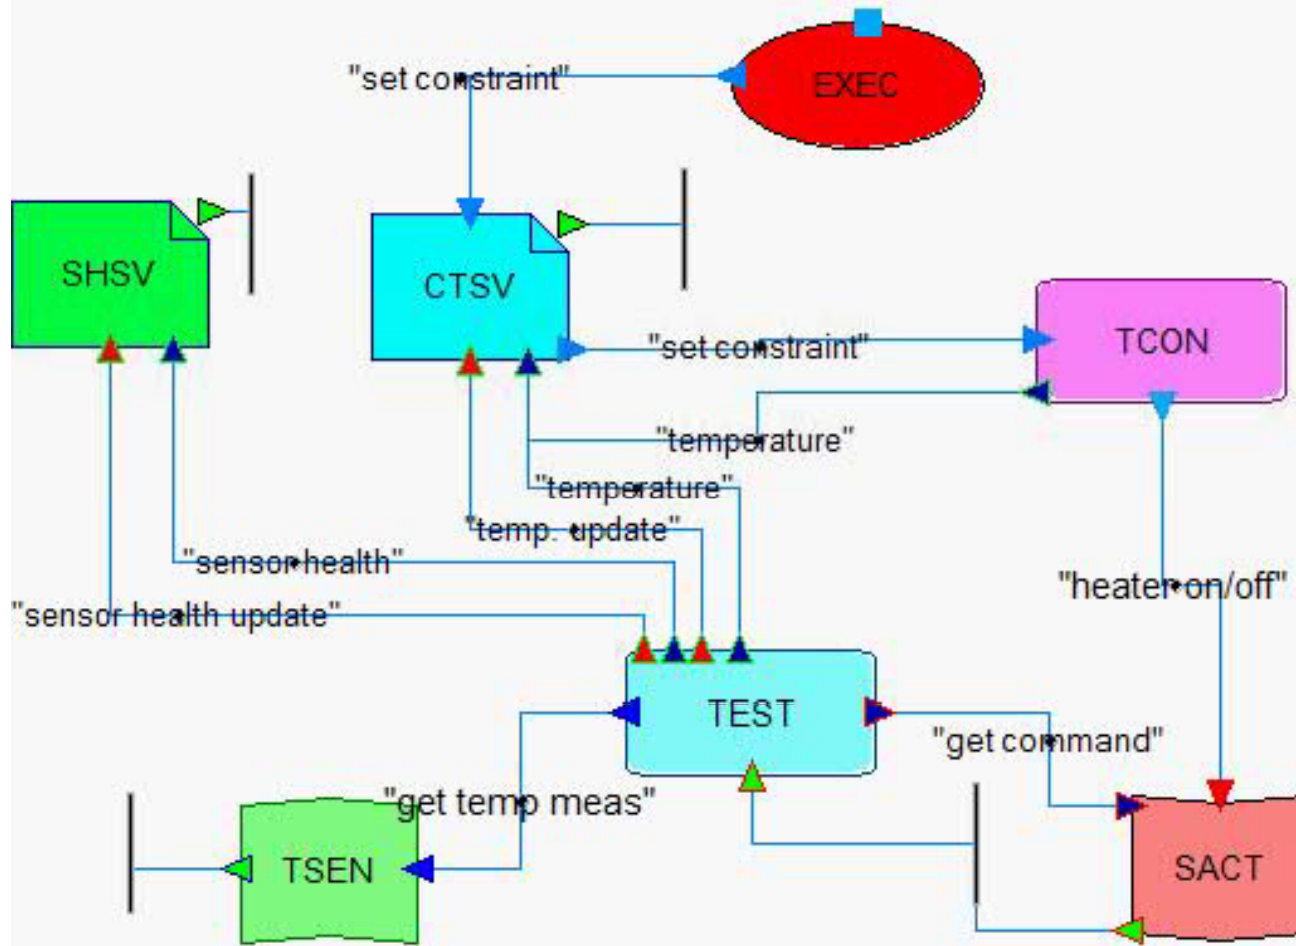 "set constraint"
EXEC
SHSV
CTSV
"set constraint"
TCON
"temperature"
"temperature"
"temp. update"
"sensor health"
"heater on/off"
"sensor health update"
TEST
"get command"
"get temp meas"
TSEN
SACT